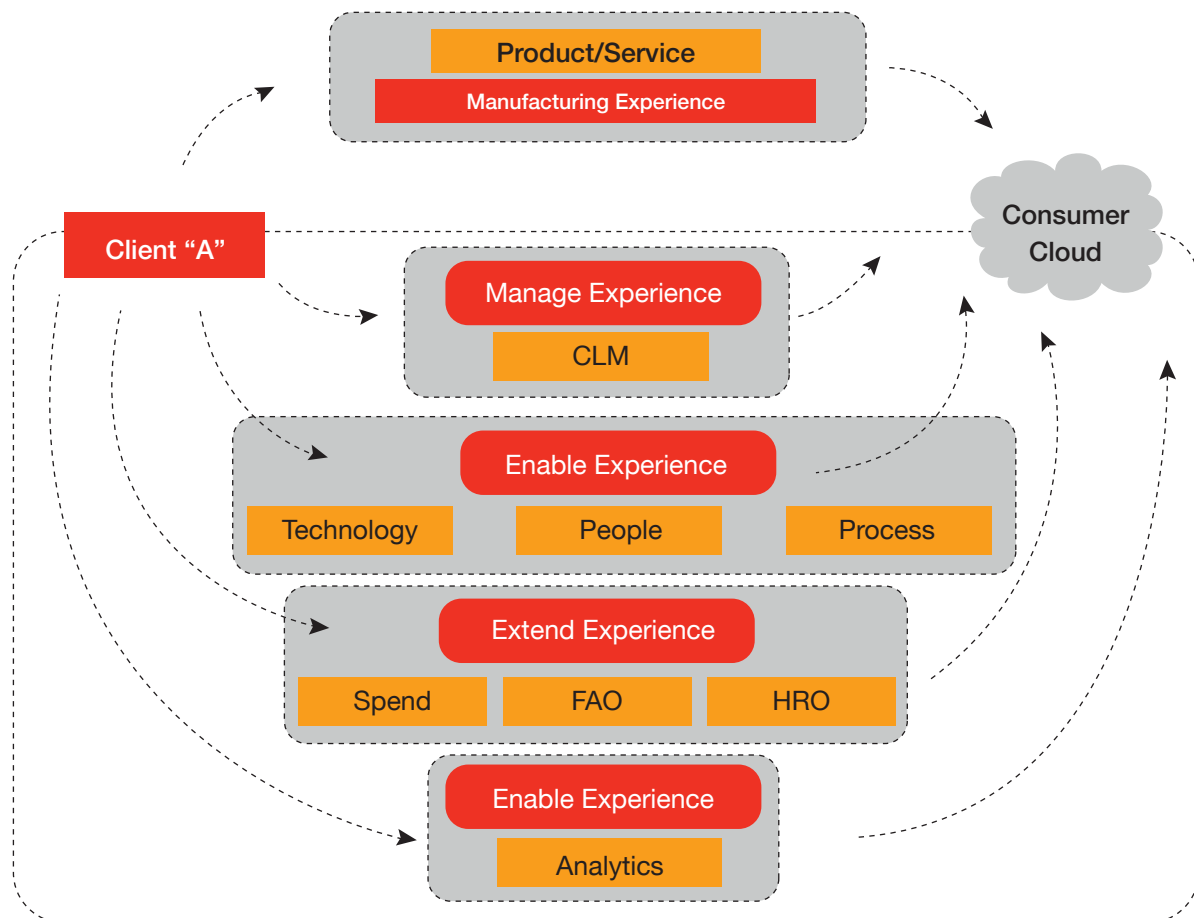 Product/Service
Manufacturing Experience
Client “A”
Consumer
Cloud
Manage Experience
CLM
Enable Experience
Technology
People
Process
Extend Experience
Spend
FAO
HRO
Enable Experience
Analytics